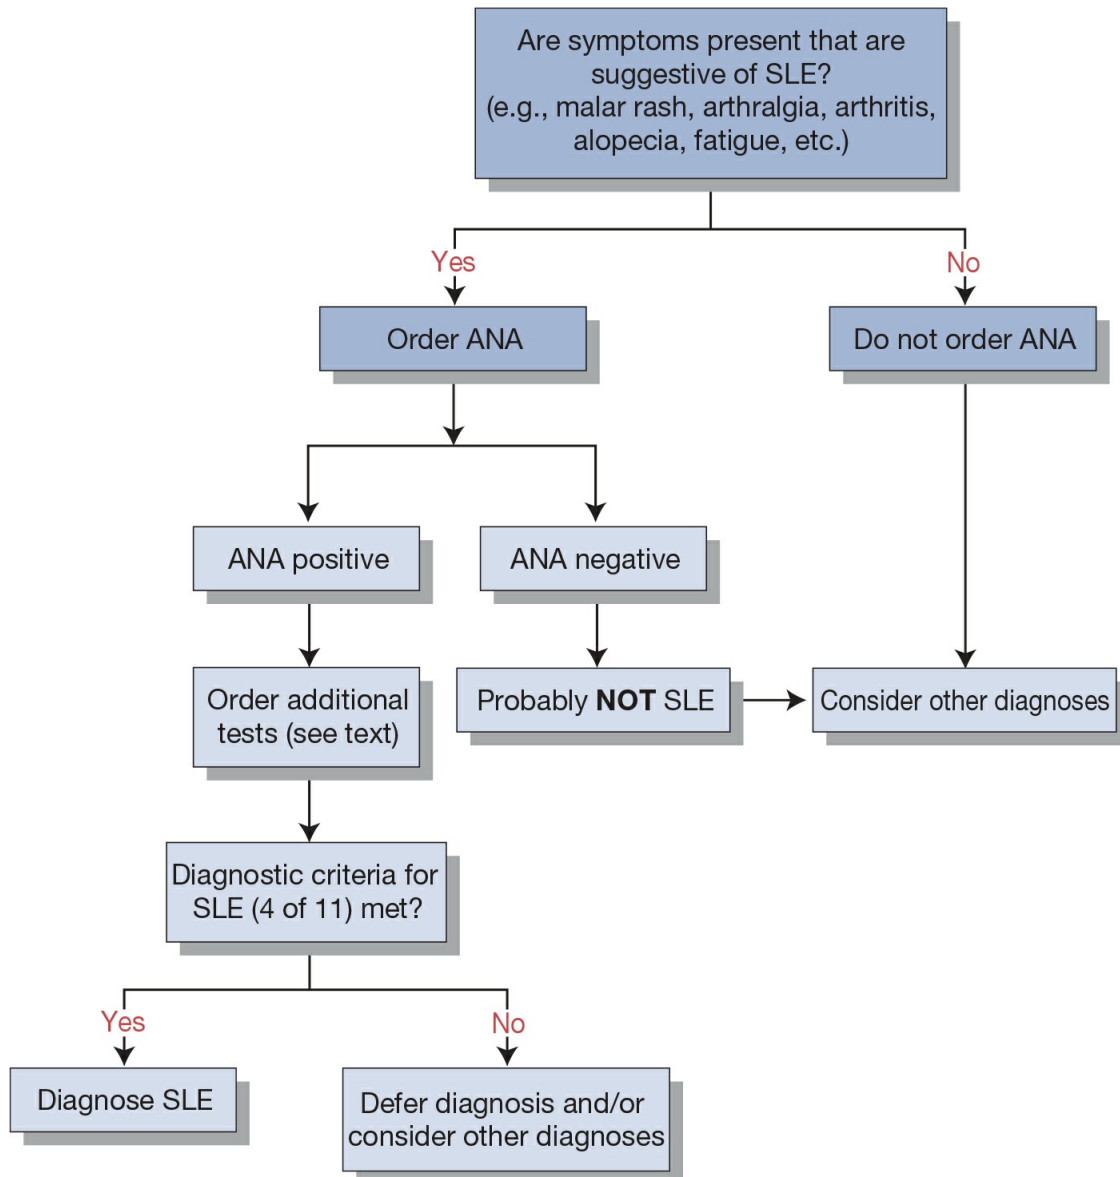 Are symptoms present that are
suggestive of SLE?
(e.g., malar rash, arthralgia, arthritis,
alopecia, fatigue, etc.)
Yes
No
Order ANA
Do not order ANA
ANA positive
ANA negative
Order additional
tests (see text)
Probably NOT SLE
Consider other diagnoses
Diagnostic criteria for
SLE (4 of 11) met?
Yes
No
Diagnose SLE
Defer diagnosis and/or
consider other diagnoses